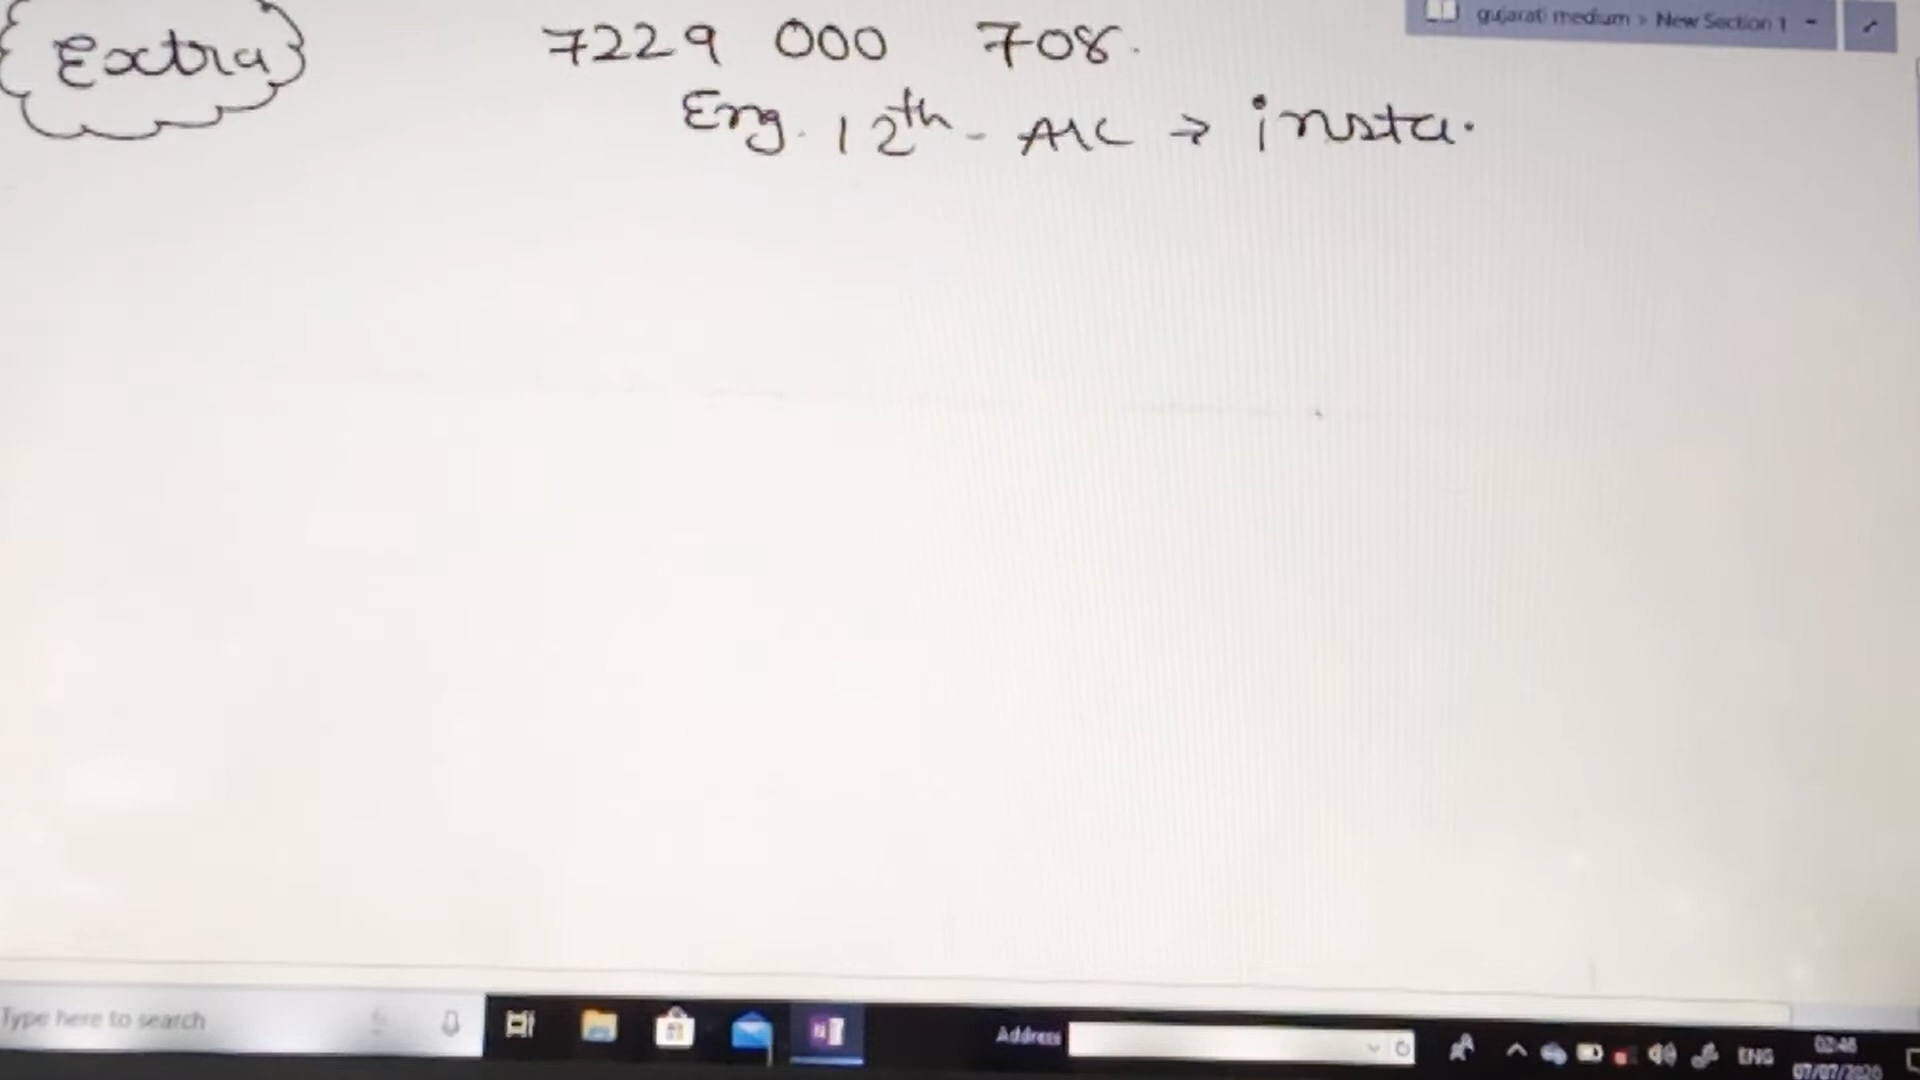 gujarati medium > New Section 1
Extra
7229 000 708.
Eng. 12th - A/C → insta.
Type here to search
Address
ENG
02:46
07/07/2020